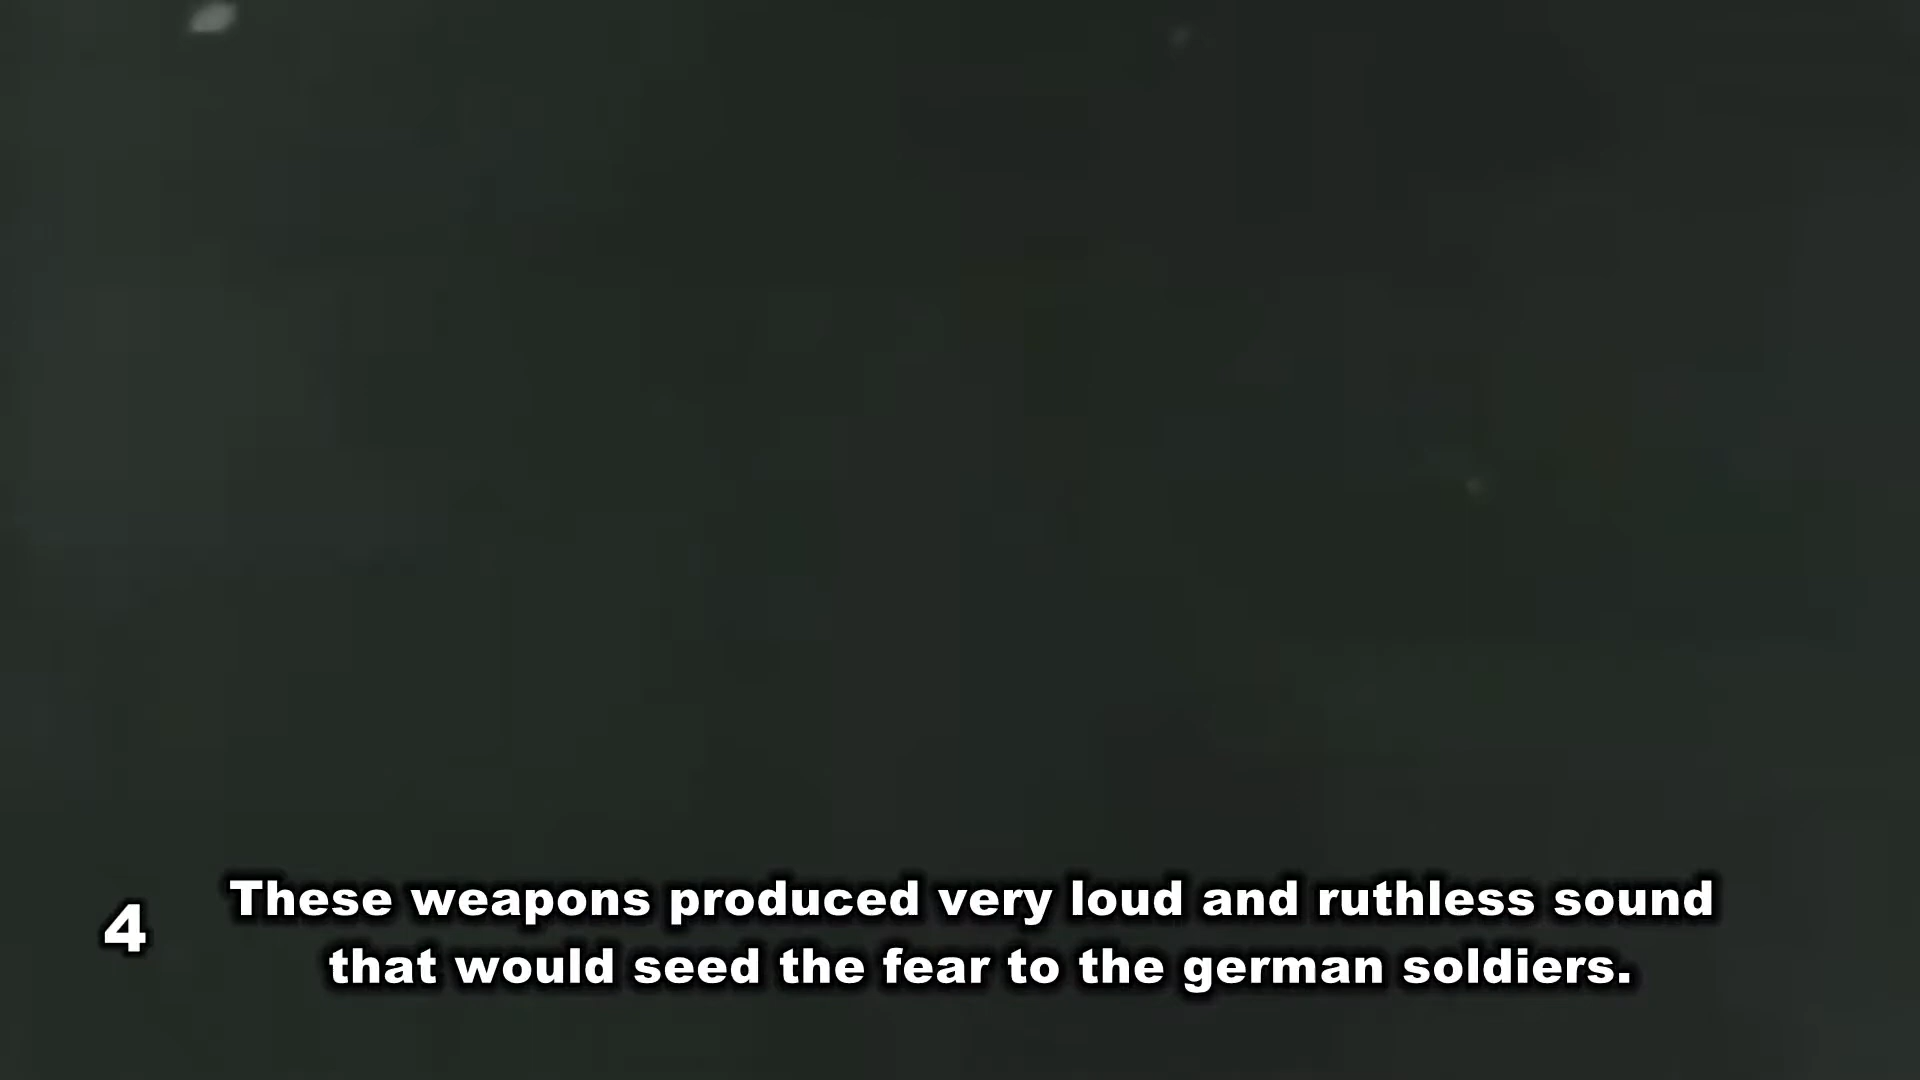 4
These weapons produced very loud and ruthless sound
that would seed the fear to the german soldiers.